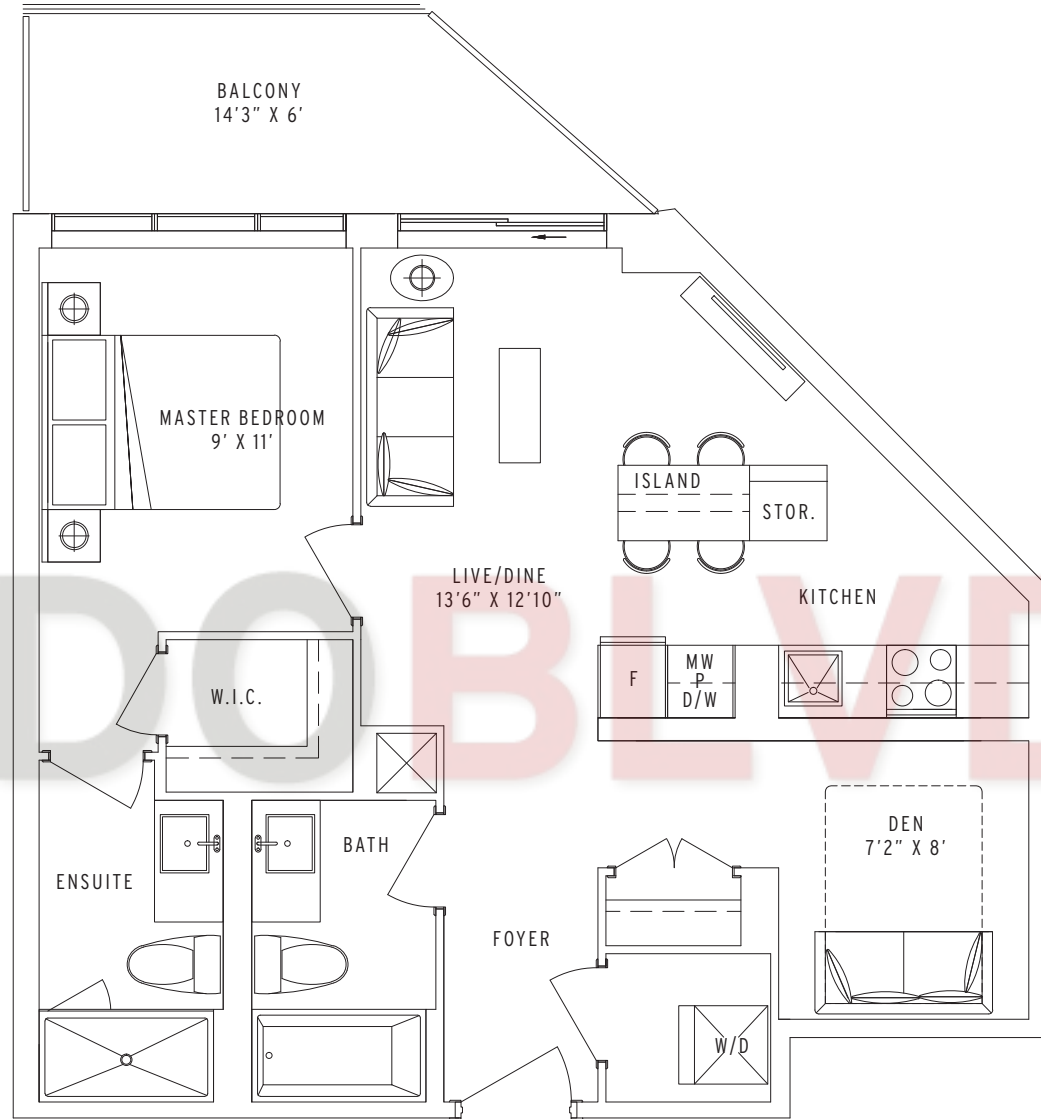 BALCONY
14'3" X 6'
MASTER BEDROOM
9' X 11'
ISLAND
STOR.
LIVE/DINE
13'6" X 12'10"
KITCHEN
F
MW
P
D/W
W.I.C.
DOBLVD
DEN
7'2" X 8'
BATH
ENSUITE
FOYER
W/D